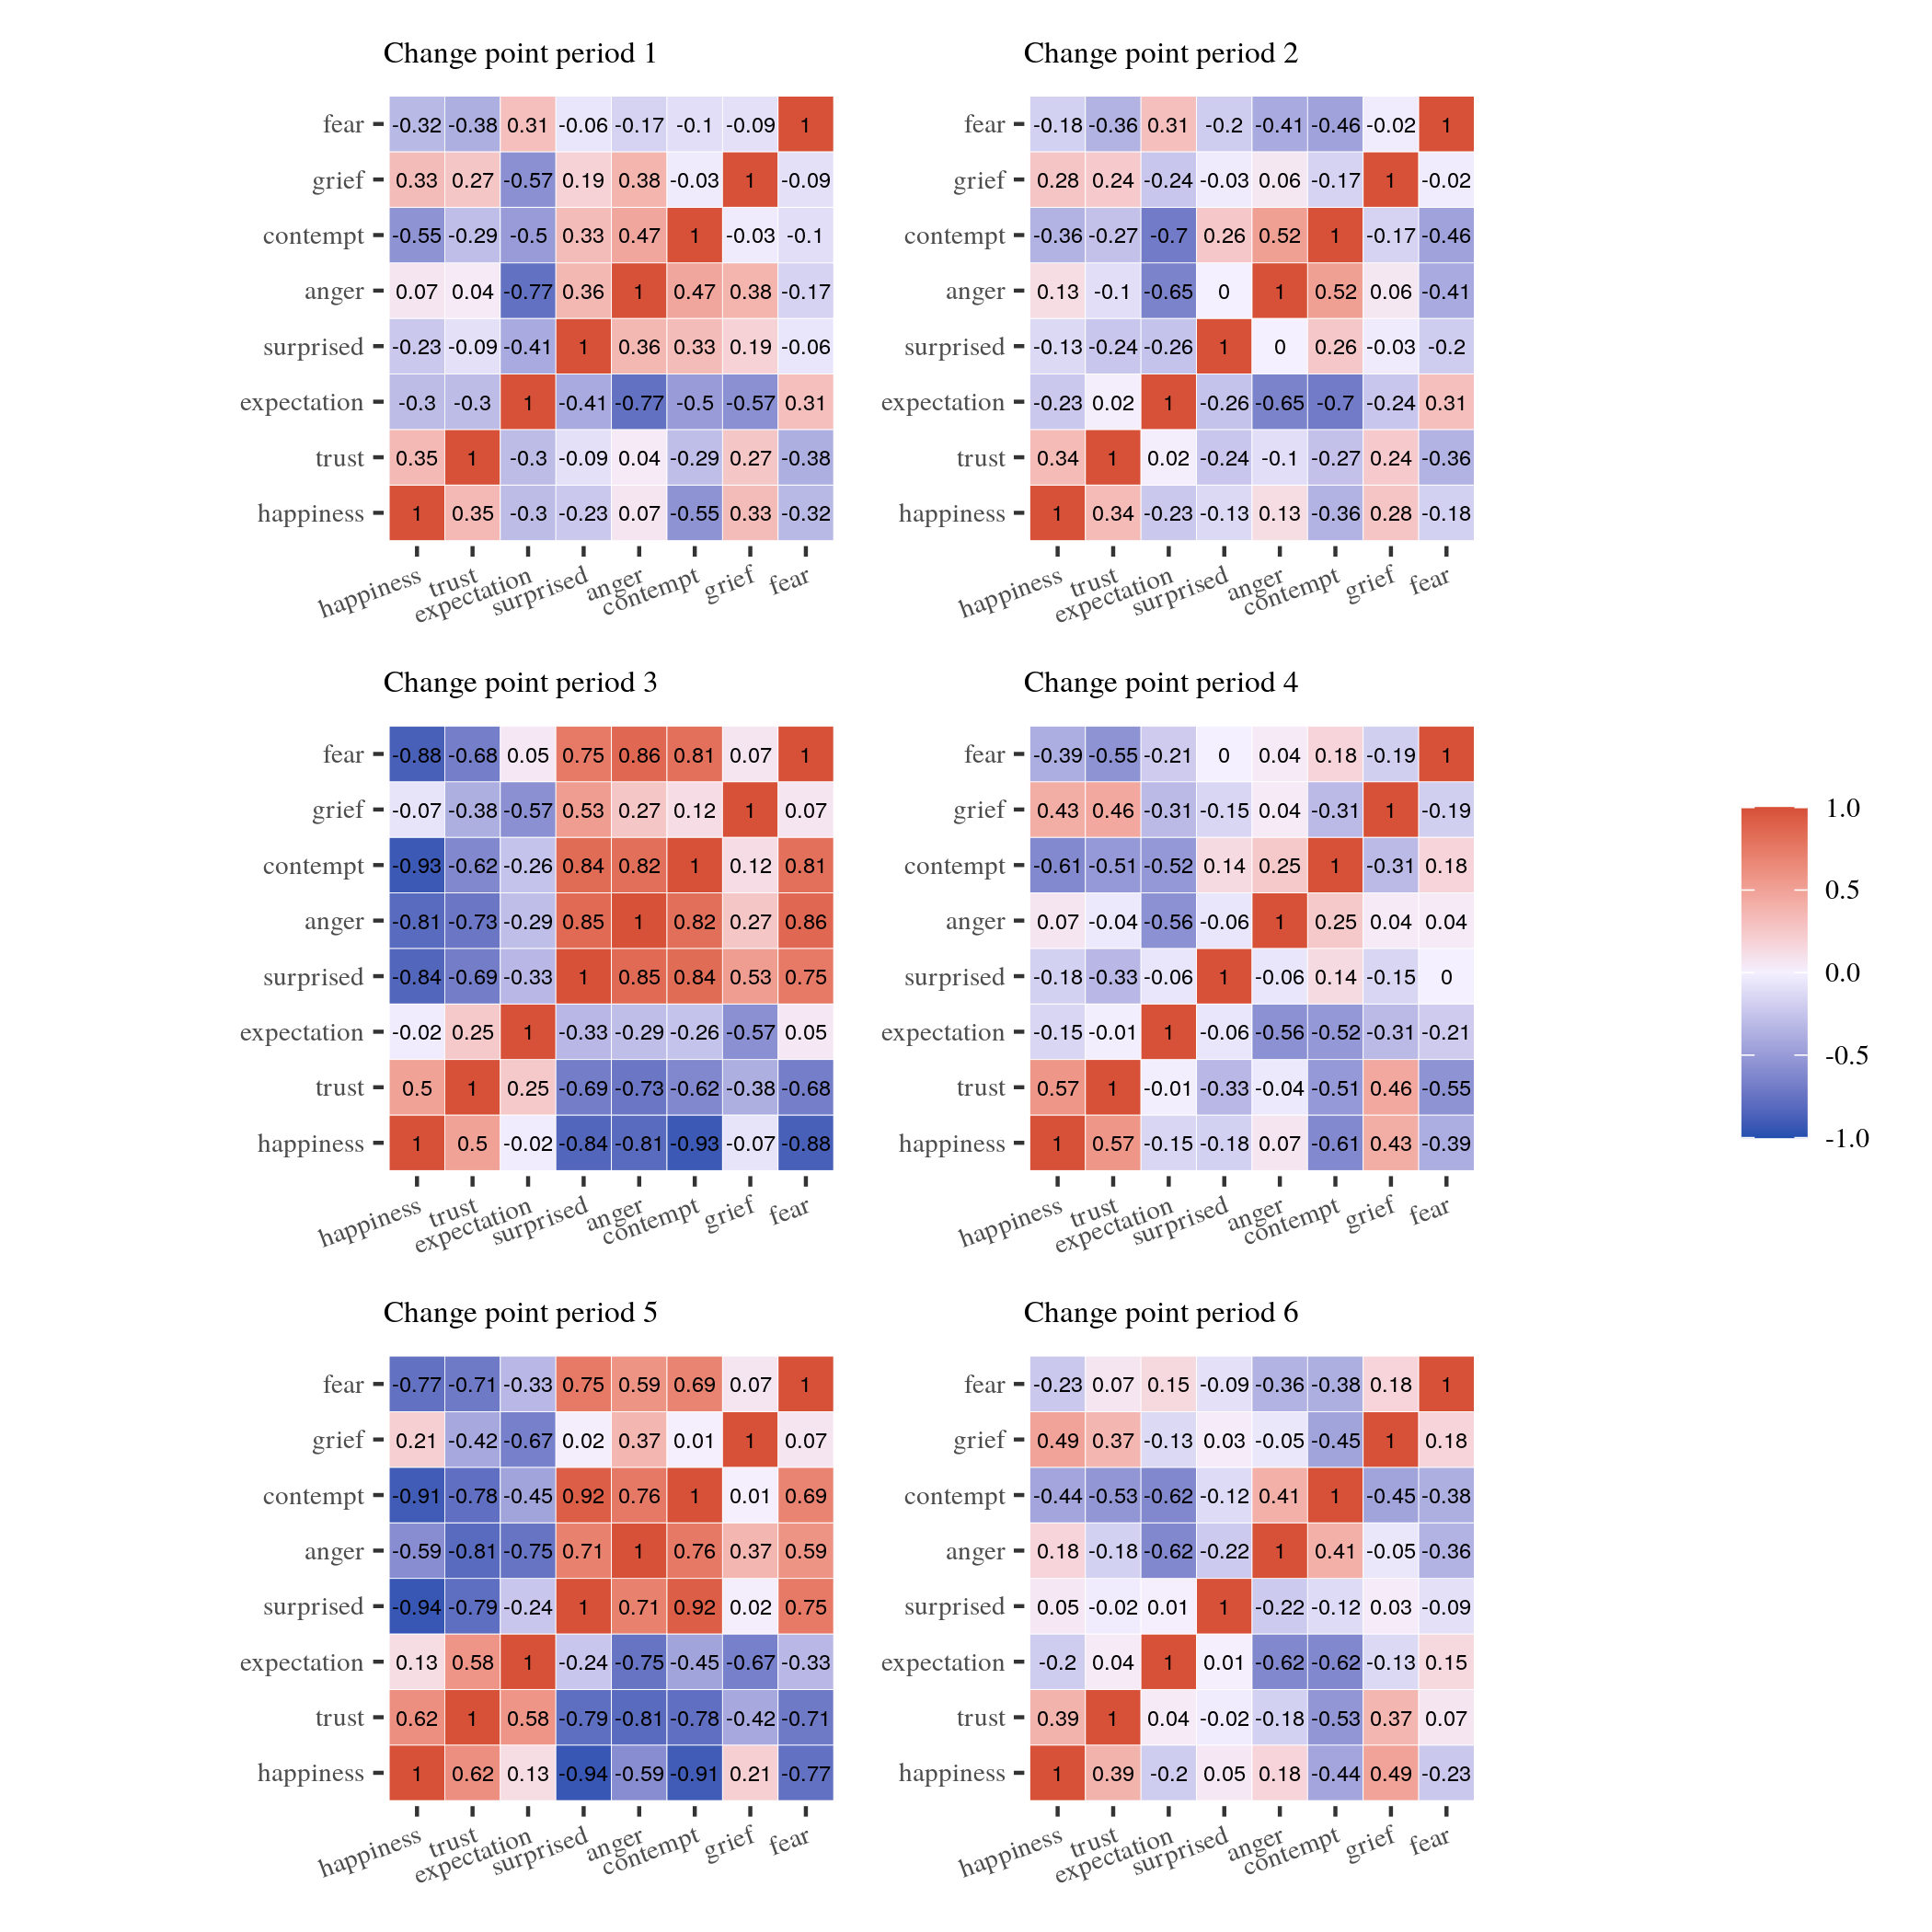 Change point period 1
Change point period 2
fear -0.32 -0.38 0.31 -0.06 -0.17 -0.1 -0.09 1
grief 0.33 0.27 -0.57 0.19 0.38 -0.03 1 -0.09
contempt -0.55 -0.29 -0.5 0.33 0.47 1 -0.03 -0.1
anger 0.07 0.04 -0.77 0.36 1 0.47 0.38 -0.17
surprised -0.23 -0.09 -0.41 1 0.36 0.33 0.19 -0.06
expectation -0.3 -0.3 1 -0.41 -0.77 -0.5 -0.57 0.31
trust 0.35 1 -0.3 -0.09 0.04 -0.29 0.27 -0.38
happiness 1 0.35 -0.3 -0.23 0.07 -0.55 0.33 -0.32
happiness trust expectation surprised anger contempt grief fear
fear -0.18 -0.36 0.31 -0.2 -0.41 -0.46 -0.02 1
grief 0.28 0.24 -0.24 -0.03 0.06 -0.17 1 -0.02
contempt -0.36 -0.27 -0.7 0.26 0.52 1 -0.17 -0.46
anger 0.13 -0.1 -0.65 0 1 0.52 0.06 -0.41
surprised -0.13 -0.24 -0.26 1 0 0.26 -0.03 -0.2
expectation -0.23 0.02 1 -0.26 -0.65 -0.7 -0.24 0.31
trust 0.34 1 0.02 -0.24 -0.1 -0.27 0.24 -0.36
happiness 1 0.34 -0.23 -0.13 0.13 -0.36 0.28 -0.18
happiness trust expectation surprised anger contempt grief fear
Change point period 3
Change point period 4
fear -0.88 -0.68 0.05 0.75 0.86 0.81 0.07 1
grief -0.07 -0.38 -0.57 0.53 0.27 0.12 1 0.07
contempt -0.93 -0.62 -0.26 0.84 0.82 1 0.12 0.81
anger -0.81 -0.73 -0.29 0.85 1 0.82 0.27 0.86
surprised -0.84 -0.69 -0.33 1 0.85 0.84 0.53 0.75
expectation -0.02 0.25 1 -0.33 -0.29 -0.26 -0.57 0.05
trust 0.5 1 0.25 -0.69 -0.73 -0.62 -0.38 -0.68
happiness 1 0.5 -0.02 -0.84 -0.81 -0.93 -0.07 -0.88
happiness trust expectation surprised anger contempt grief fear
fear -0.39 -0.55 -0.21 0 0.04 0.18 -0.19 1
grief 0.43 0.46 -0.31 -0.15 0.04 -0.31 1 -0.19
contempt -0.61 -0.51 -0.52 0.14 0.25 1 -0.31 0.18
anger 0.07 -0.04 -0.56 -0.06 1 0.25 0.04 0.04
surprised -0.18 -0.33 -0.06 1 -0.06 0.14 -0.15 0
expectation -0.15 -0.01 1 -0.06 -0.56 -0.52 -0.31 -0.21
trust 0.57 1 -0.01 -0.33 -0.04 -0.51 0.46 -0.55
happiness 1 0.57 -0.15 -0.18 0.07 -0.61 0.43 -0.39
happiness trust expectation surprised anger contempt grief fear
1.0
0.5
0.0
-0.5
-1.0
Change point period 5
Change point period 6
fear -0.77 -0.71 -0.33 0.75 0.59 0.69 0.07 1
grief 0.21 -0.42 -0.67 0.02 0.37 0.01 1 0.07
contempt -0.91 -0.78 -0.45 0.92 0.76 1 0.01 0.69
anger -0.59 -0.81 -0.75 0.71 1 0.76 0.37 0.59
surprised -0.94 -0.79 -0.24 1 0.71 0.92 0.02 0.75
expectation 0.13 0.58 1 -0.24 -0.75 -0.45 -0.67 -0.33
trust 0.62 1 0.58 -0.79 -0.81 -0.78 -0.42 -0.71
happiness 1 0.62 0.13 -0.94 -0.59 -0.91 0.21 -0.77
happiness trust expectation surprised anger contempt grief fear
fear -0.23 0.07 0.15 -0.09 -0.36 -0.38 0.18 1
grief 0.49 0.37 -0.13 0.03 -0.05 -0.45 1 0.18
contempt -0.44 -0.53 -0.62 -0.12 0.41 1 -0.45 -0.38
anger 0.18 -0.18 -0.62 -0.22 1 0.41 -0.05 -0.36
surprised 0.05 -0.02 0.01 1 -0.22 -0.12 0.03 -0.09
expectation -0.2 0.04 1 0.01 -0.62 -0.62 -0.13 0.15
trust 0.39 1 0.04 -0.02 -0.18 -0.53 0.37 0.07
happiness 1 0.39 -0.2 0.05 0.18 -0.44 0.49 -0.23
happiness trust expectation surprised anger contempt grief fear